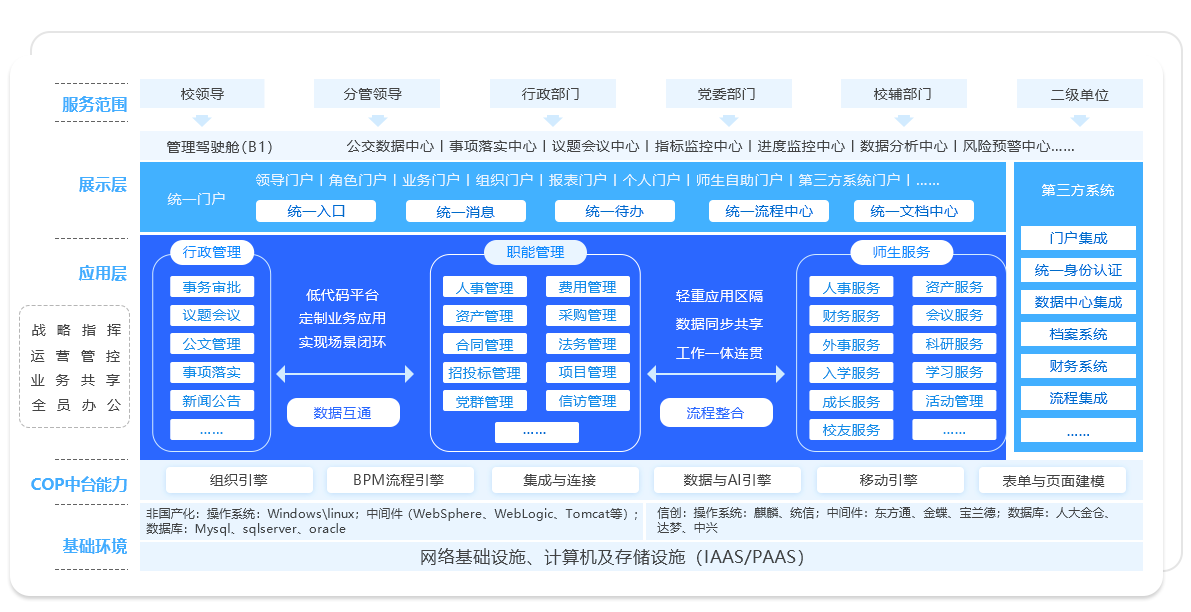 服务范围
校领导
分管领导
行政部门
党委部门
校辅部门
二级单位
展示层
管理驾驶舱(B1)
公交数据中心丨事项落实中心丨议题会议中心丨指标监控中心丨进度监控中心丨数据分析中心丨风险预警中心......
统一门户
领导门户丨角色门户丨业务门户丨组织门户丨报表门户丨个人门户丨师生自助门户丨第三方系统门户丨......
统一入口
统一消息
统一待办
统一流程中心
统一文档中心
第三方系统
门户集成
统一身份认证
数据中心集成
档案系统
财务系统
流程集成
......
应用层
战略指挥
运营管控
业务共享
全员办公
行政管理
事务审批
议题会议
公文管理
事项落实
新闻公告
......
低代码平台
定制业务应用
实现场景闭环
数据互通
职能管理
人事管理
费用管理
资产管理
采购管理
合同管理
法务管理
招投标管理
项目管理
党群管理
信访管理
......
轻重应用区隔
数据同步共享
工作一体连贯
流程整合
师生服务
人事服务
资产服务
财务服务
会议服务
外事服务
科研服务
入学服务
学习服务
成长服务
活动管理
校友服务
......
COP中台能力
组织引擎
BPM流程引擎
集成与连接
数据与AI引擎
移动引擎
表单与页面建模
基础环境
非国产化：操作系统：Windows\linux；中间件 (WebSphere、WebLogic、Tomcat等)；
数据库：Mysql、sqlserver、oracle
信创：操作系统：麒麟、统信；中间件：东方通、金蝶、宝兰德；数据库：人大金仓、
达梦、中兴
网络基础设施、计算机及存储设施（IAAS/PAAS）